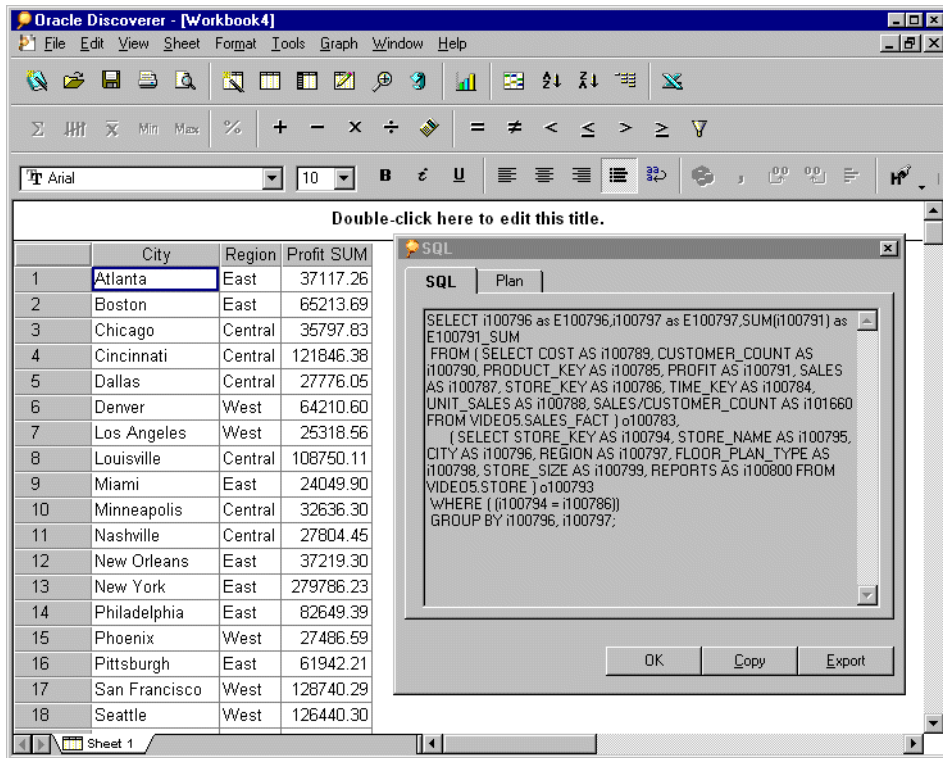 Oracle Discoverer - [Workbook4]
File Edit View Sheet Format Tools Graph Window Help
Σ X Min Max % + − × ÷ = ≠ < ≤ > ≥
Arial 10 B i U
Double-click here to edit this title.
City Region Profit SUM
1 Atlanta East 37117.26
2 Boston East 65213.69
3 Chicago Central 35797.83
4 Cincinnati Central 121846.38
5 Dallas Central 27776.05
6 Denver West 64210.60
7 Los Angeles West 25318.56
8 Louisville Central 108750.11
9 Miami East 24049.90
10 Minneapolis Central 32636.30
11 Nashville Central 27804.45
12 New Orleans East 37219.30
13 New York East 279786.23
14 Philadelphia East 82649.39
15 Phoenix West 27486.59
16 Pittsburgh East 61942.21
17 San Francisco West 128740.29
18 Seattle West 126440.30
Sheet 1
SQL
SQL Plan
SELECT i100796 as E100796,i100797 as E100797,SUM(i100791) as
E100791_SUM
FROM ( SELECT COST AS i100789, CUSTOMER_COUNT AS
i100790, PRODUCT_KEY AS i100785, PROFIT AS i100791, SALES
AS i100787, STORE_KEY AS i100786, TIME_KEY AS i100784,
UNIT_SALES AS i100788, SALES/CUSTOMER_COUNT AS i101660
FROM VIDEO5.SALES_FACT ) o100783,
( SELECT STORE_KEY AS i100794, STORE_NAME AS i100795,
CITY AS i100796, REGION AS i100797, FLOOR_PLAN_TYPE AS
i100798, STORE_SIZE AS i100799, REPORTS AS i100800 FROM
VIDEO5.STORE ) o100793
WHERE ( (i100794 = i100786))
GROUP BY i100796, i100797;
OK Copy Export